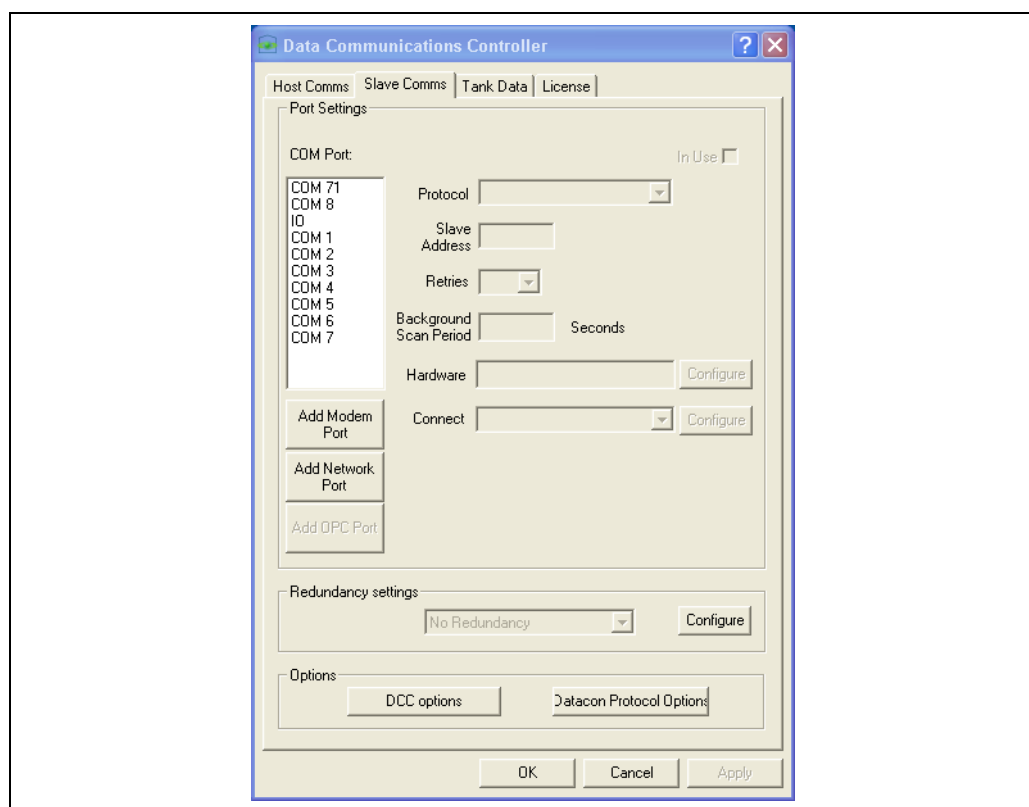 Data Communications Controller
Host Comms Slave Comms Tank Data License
Port Settings
COM Port: In Use
COM 71
COM 8
IO
COM 1
COM 2
COM 3
COM 4
COM 5
COM 6
COM 7
Protocol
Slave
Address
Retries
Background
Scan Period Seconds
Hardware Configure
Connect Configure
Add Modem
Port
Add Network
Port
Add OPC Port
Redundancy settings
No Redundancy Configure
Options
DCC options Datacon Protocol Options
OK Cancel Apply